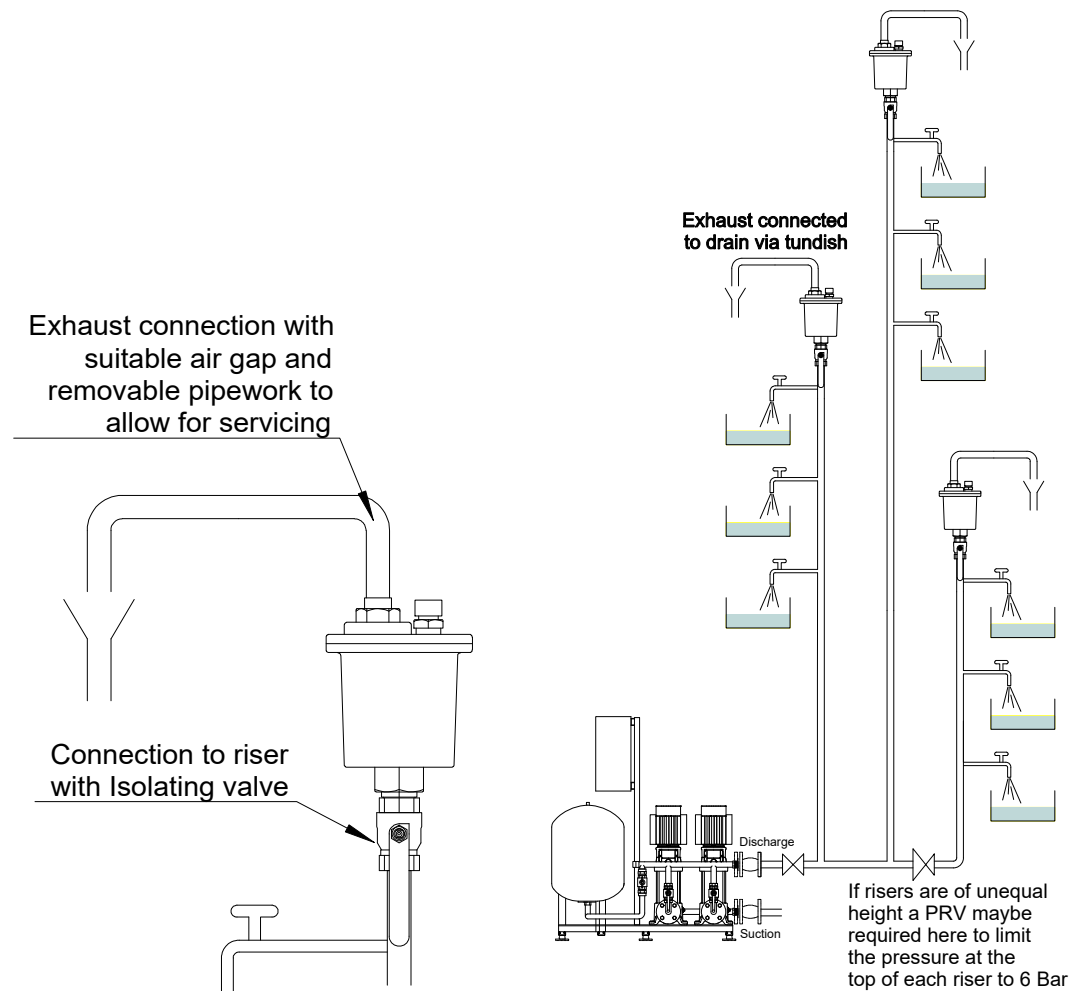 Exhaust connected
to drain via tundish
Exhaust connection with
suitable air gap and
removable pipework to
allow for servicing
Connection to riser
with Isolating valve
Discharge
Suction
If risers are of unequal
height a PRV maybe
required here to limit
the pressure at the
top of each riser to 6 Bar